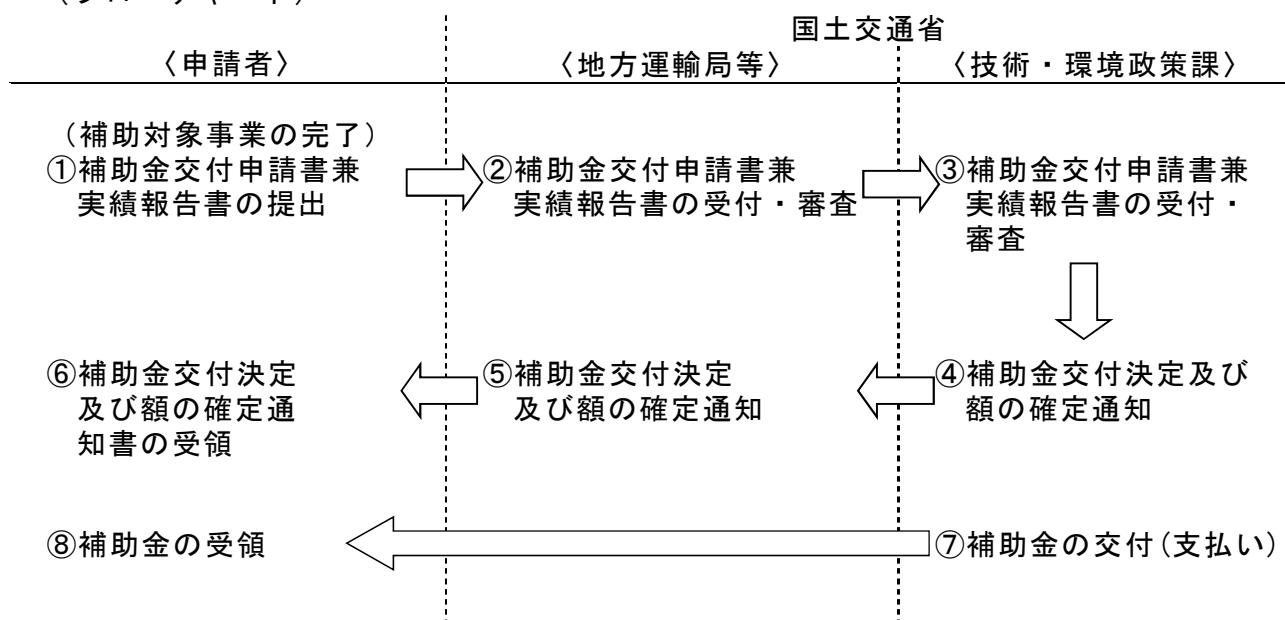 国土交通省
〈申請者〉
〈地方運輸局等〉
〈技術・環境政策課〉
(補助対象事業の完了)
①補助金交付申請書兼
実績報告書の提出
②補助金交付申請書兼
実績報告書の受付・審査
③補助金交付申請書兼
実績報告書の受付・
審査
④補助金交付決定及び
額の確定通知
⑤補助金交付決定
及び額の確定通知
⑥補助金交付決定
及び額の確定通
知書の受領
⑦補助金の交付(支払い)
⑧補助金の受領